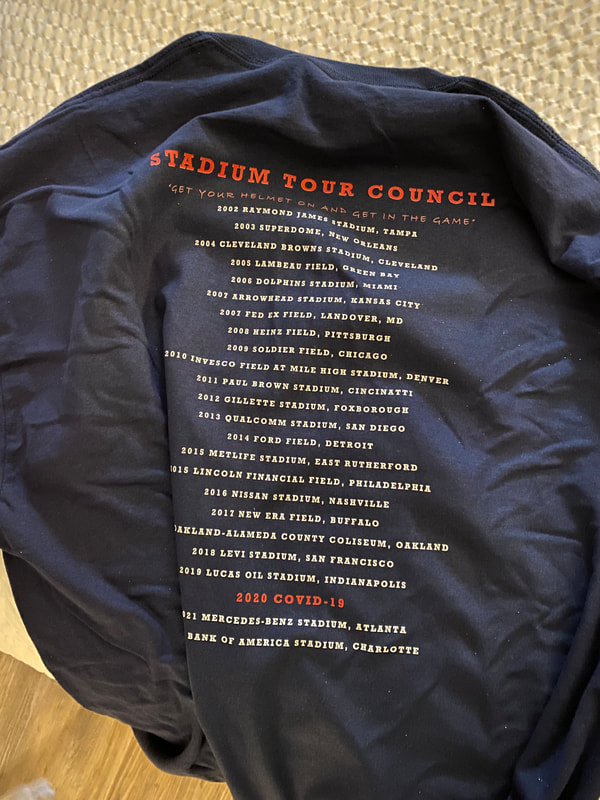 STADIUM TOUR COUNCIL
"GET YOUR HELMET ON AND GET IN THE GAME"
2002 RAYMOND JAMES STADIUM, TAMPA
2003 SUPERDOME, NEW ORLEANS
2004 CLEVELAND BROWNS STADIUM, CLEVELAND
2005 LAMBEAU FIELD, GREEN BAY
2006 DOLPHINS STADIUM, MIAMI
2007 ARROWHEAD STADIUM, KANSAS CITY
2007 FED EX FIELD, LANDOVER, MD
2008 HEINZ FIELD, PITTSBURGH
2009 SOLDIER FIELD, CHICAGO
2010 INVESCO FIELD AT MILE HIGH STADIUM, DENVER
2011 PAUL BROWN STADIUM, CINCINATTI
2012 GILLETTE STADIUM, FOXBOROUGH
2013 QUALCOMM STADIUM, SAN DIEGO
2014 FORD FIELD, DETROIT
2015 METLIFE STADIUM, EAST RUTHERFORD
015 LINCOLN FINANCIAL FIELD, PHILADELPHIA
2016 NISSAN STADIUM, NASHVILLE
2017 NEW ERA FIELD, BUFFALO
OAKLAND-ALAMEDA COUNTY COLISEUM, OAKLAND
2018 LEVI STADIUM, SAN FRANCISCO
2019 LUCAS OIL STADIUM, INDIANAPOLIS
2020 COVID-19
021 MERCEDES-BENZ STADIUM, ATLANTA
BANK OF AMERICA STADIUM, CHARLOTTE